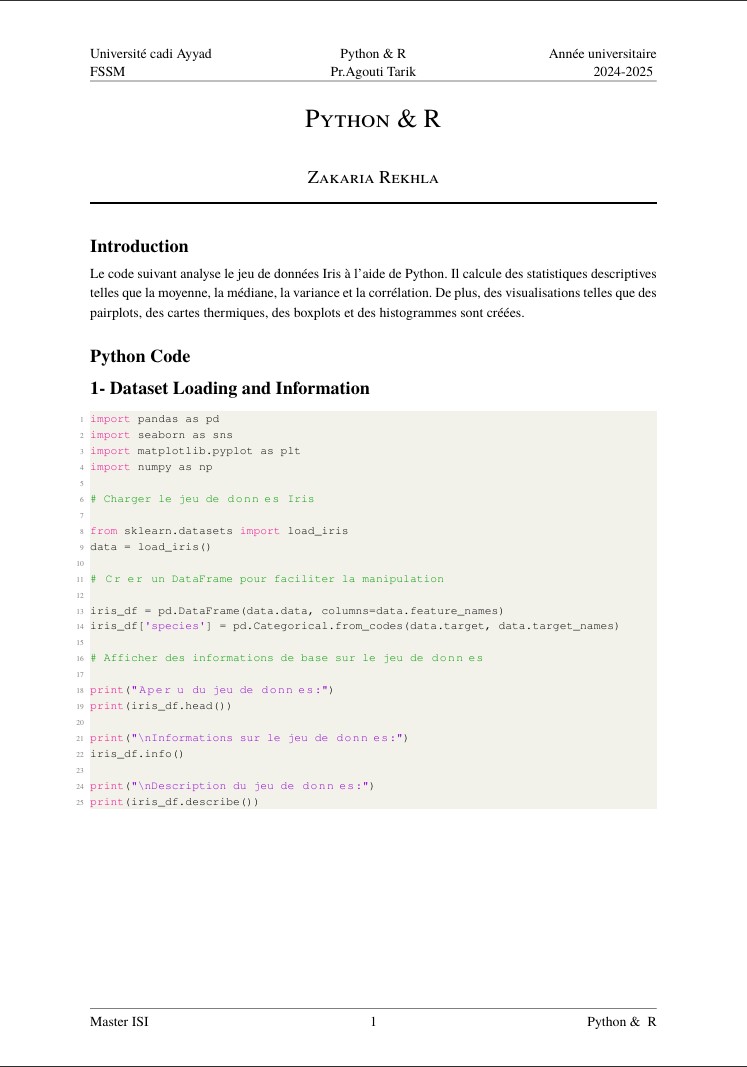 Université cadi Ayyad Python & R Année universitaire
FSSM Pr.Agouti Tarik 2024-2025
Python & R
Zakaria Rekhla
Introduction
Le code suivant analyse le jeu de données Iris à l'aide de Python. Il calcule des statistiques descriptives
telles que la moyenne, la médiane, la variance et la corrélation. De plus, des visualisations telles que des
pairplots, des cartes thermiques, des boxplots et des histogrammes sont créées.
Python Code
1- Dataset Loading and Information
1 import pandas as pd
2 import seaborn as sns
3 import matplotlib.pyplot as plt
4 import numpy as np
5
6 # Charger le jeu de donn es Iris
7
8 from sklearn.datasets import load_iris
9 data = load_iris()
10
11 # Cr er un DataFrame pour faciliter la manipulation
12
13 iris_df = pd.DataFrame(data.data, columns=data.feature_names)
14 iris_df['species'] = pd.Categorical.from_codes(data.target, data.target_names)
15
16 # Afficher des informations de base sur le jeu de donn es
17
18 print("Aper u du jeu de donn es:")
19 print(iris_df.head())
20
21 print("\nInformations sur le jeu de donn es:")
22 iris_df.info()
23
24 print("\nDescription du jeu de donn es:")
25 print(iris_df.describe())
Master ISI 1 Python & R